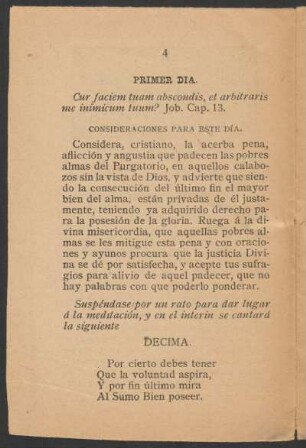 4
PRIMER DIA.
Cur faciem tuam abscondis, et arbitraris
me inimicum tuum? Job. Cap. 13.
CONSIDERACIONES PARA ESTE DÍA.
Considera, cristiano, la acerba pena,
aflicción y angustia que padecen las pobres
almas del Purgatorio, en aquellos calabo-
zos sin la vista de Dios, y advierte que sien-
do la consecución del último fin el mayor
bien del alma, están privadas de él justa-
mente, teniendo ya adquirido derecho pa-
ra la posesión de la gloria. Ruega á la di-
vina misericordia, que aquellas pobres al-
mas se les mitigue esta pena y con oracio-
nes y ayunos procura que la justicia Divi-
na se dé por satisfecha, y acepte tus sufra-
gios para alivio de aquel padecer, que no
hay palabras con que poderlo ponderar.
Suspéndase por un rato para dar lugar
á la meditación, y en el interin se cantará
la siguiente
DECIMA.
Por cierto debes tener
Que la voluntad aspira,
Y por fin último mira
Al Sumo Bien poseer.